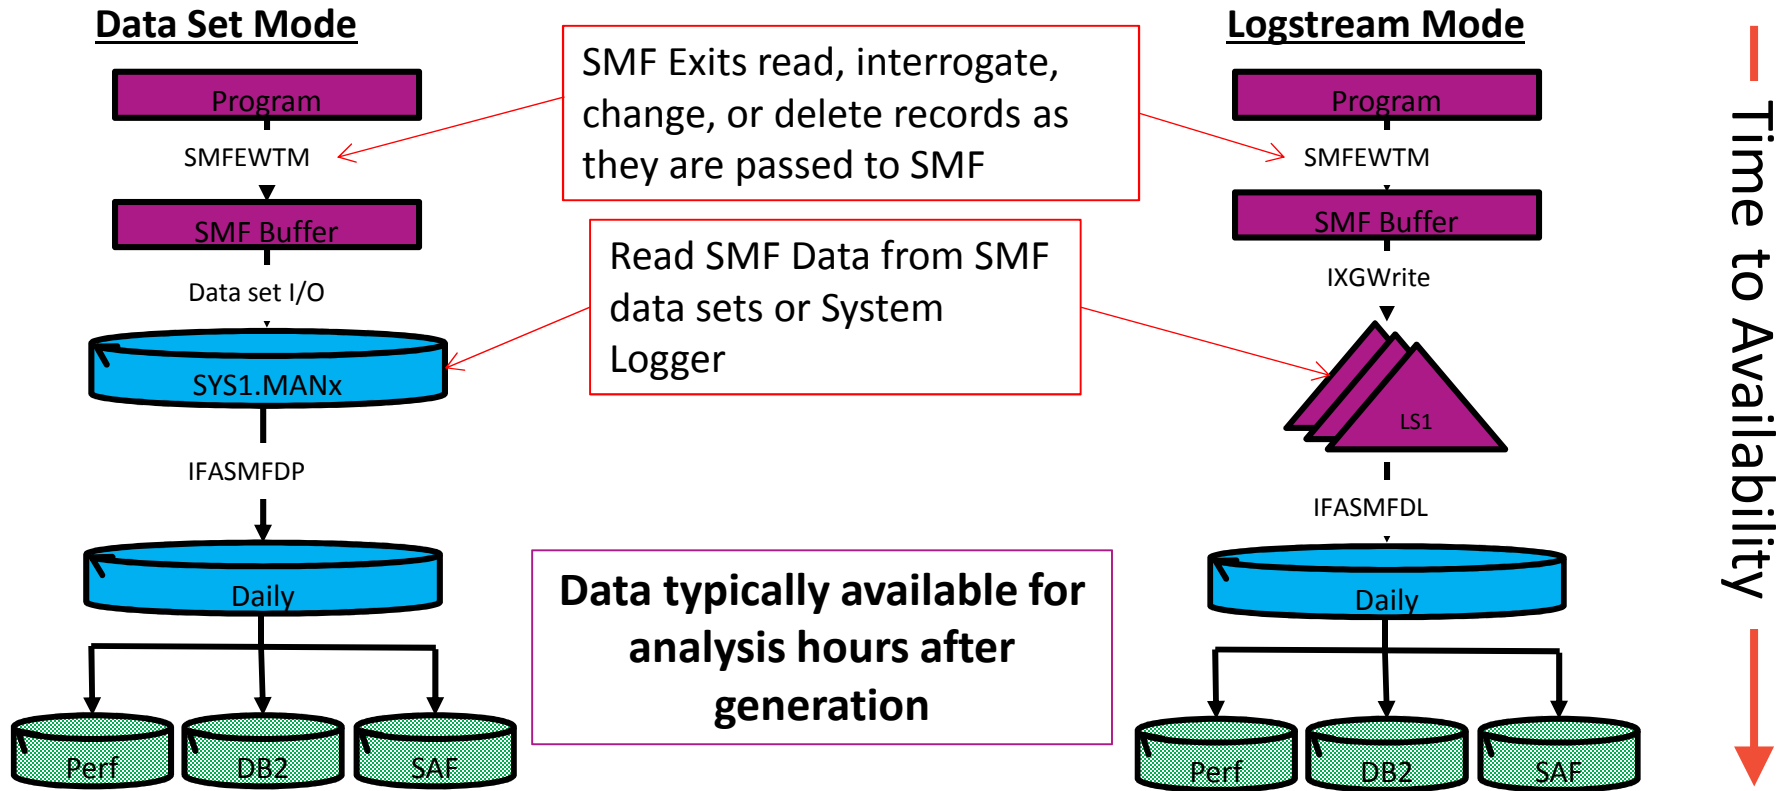 Data Set Mode
Program
SMFEWTM
SMF Buffer
Data set I/O
SYS1.MANx
IFASMFDP
Daily
Perf
DB2
SAF
SMF Exits read, interrogate,
change, or delete records as
they are passed to SMF
Read SMF Data from SMF
data sets or System
Logger
Data typically available for
analysis hours after
generation
Logstream Mode
Program
SMFEWTM
SMF Buffer
IXGWrite
LS1
IFASMFDL
Daily
Perf
DB2
SAF
Time to Availability